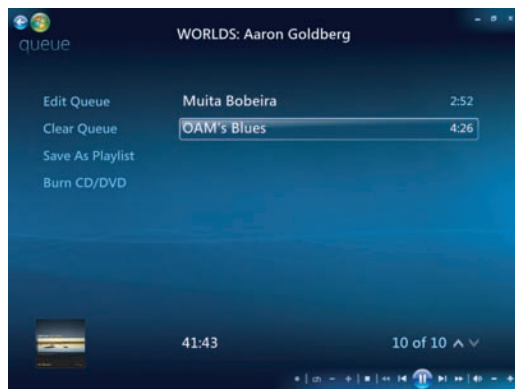 queue
WORLDS: Aaron Goldberg
Edit Queue
Clear Queue
Save As Playlist
Burn CD/DVD
Muita Bobeira 2:52
OAM's Blues 4:26
41:43 10 of 10
ch